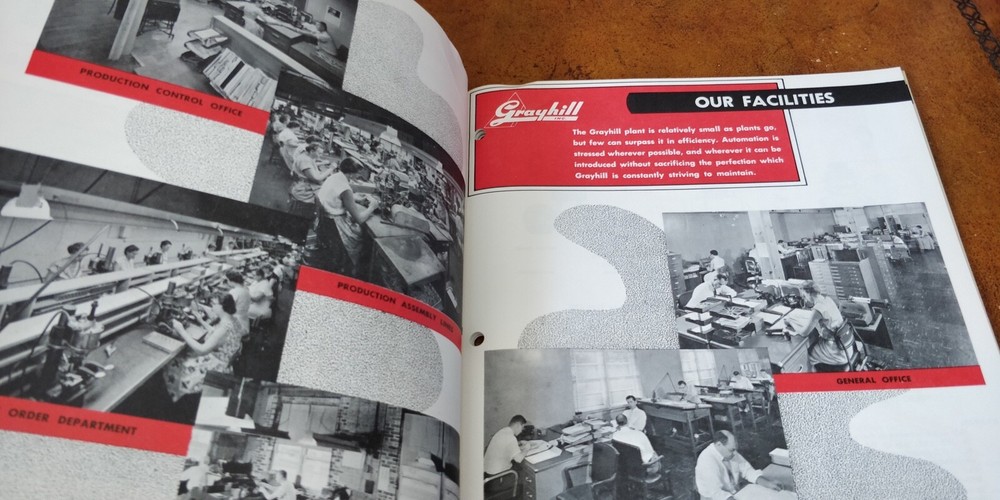 PRODUCTION CONTROL OFFICE
PRODUCTION ASSEMBLY LINES
ORDER DEPARTMENT
Grayhill
INC.
OUR FACILITIES
The Grayhill plant is relatively small as plants go,
but few can surpass it in efficiency. Automation is
stressed wherever possible, and wherever it can be
introduced without sacrificing the perfection which
Grayhill is constantly striving to maintain.
GENERAL OFFICE